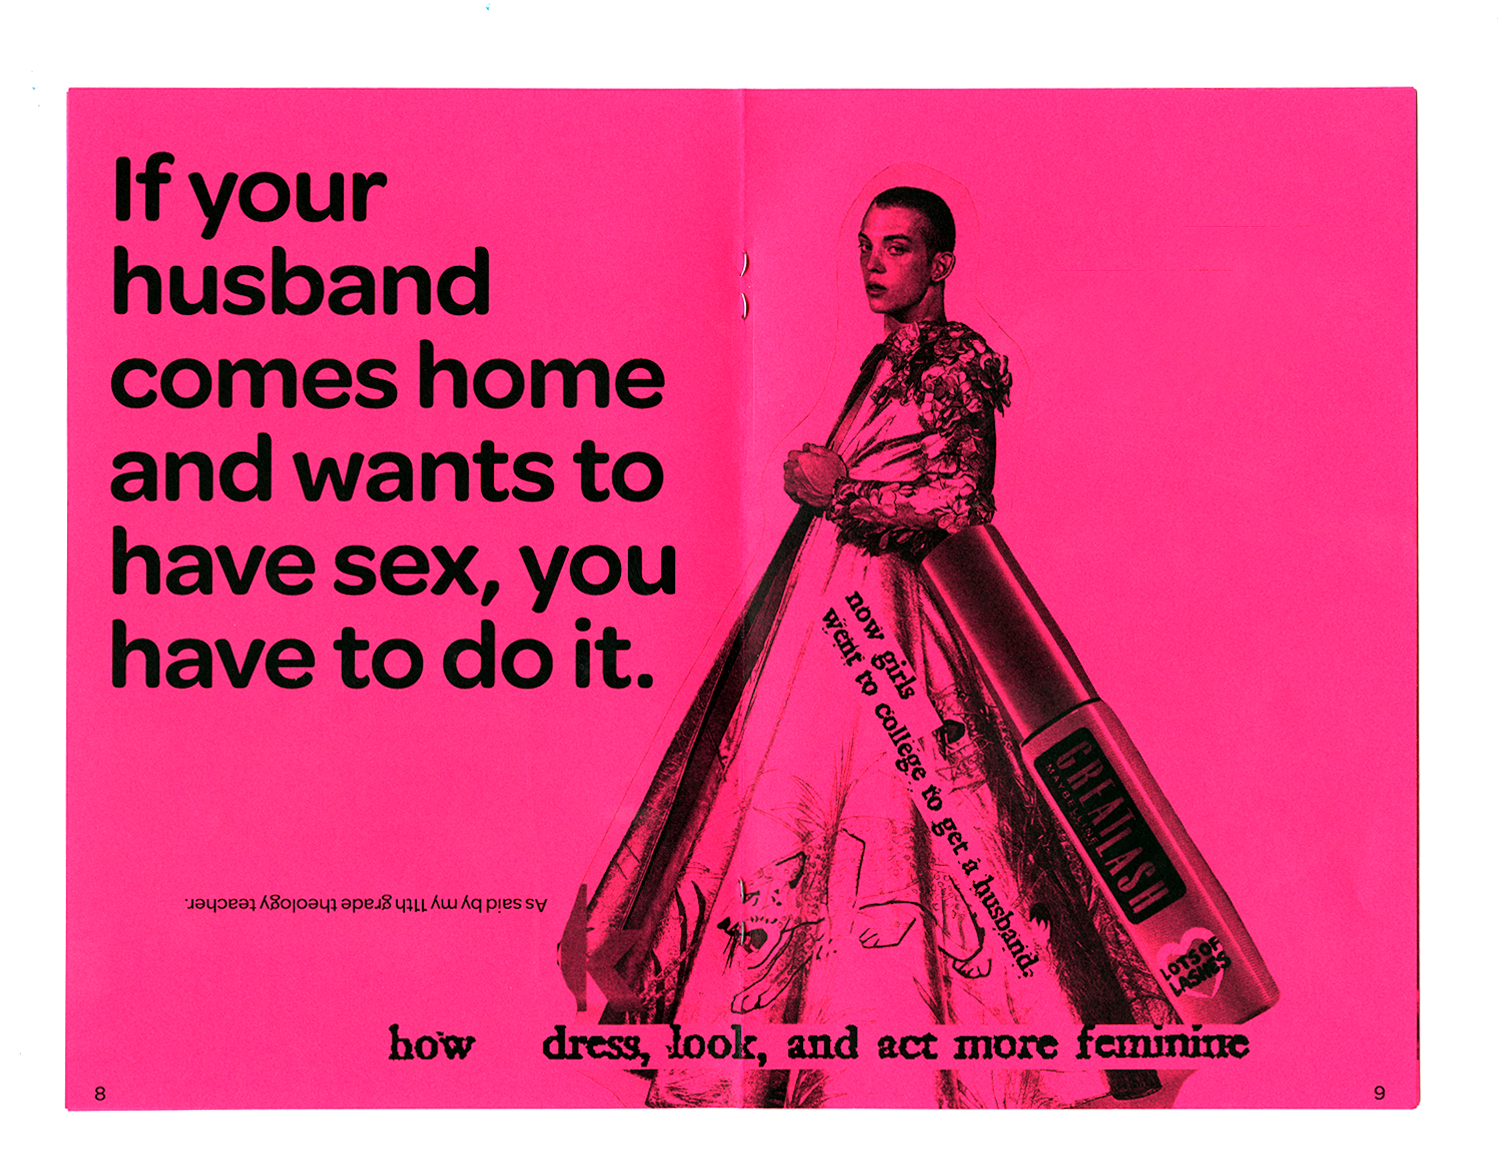 If your
husband
comes home
and wants to
have sex, you
have to do it.
As said by my 11th grade theology teacher.
now girls
went to college to get a husband.
GREAT LASH
MAYBELLINE
LOTS OF
LASHES
K
how dress, look, and act more feminine
8
9